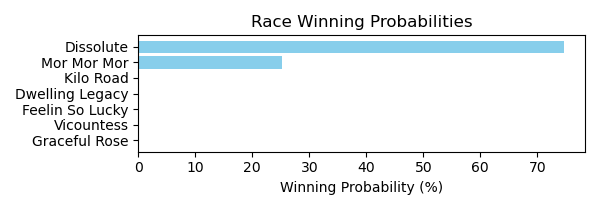 Race Winning Probabilities
Dissolute
Mor Mor Mor
Kilo Road
Dwelling Legacy
Feelin So Lucky
Vicountess
Graceful Rose
0 10 20 30 40 50 60 70
Winning Probability (%)